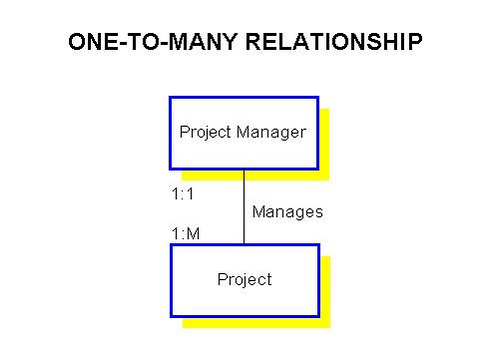 ONE-TO-MANY RELATIONSHIP
Project Manager
1:1
Manages
1:M
Project